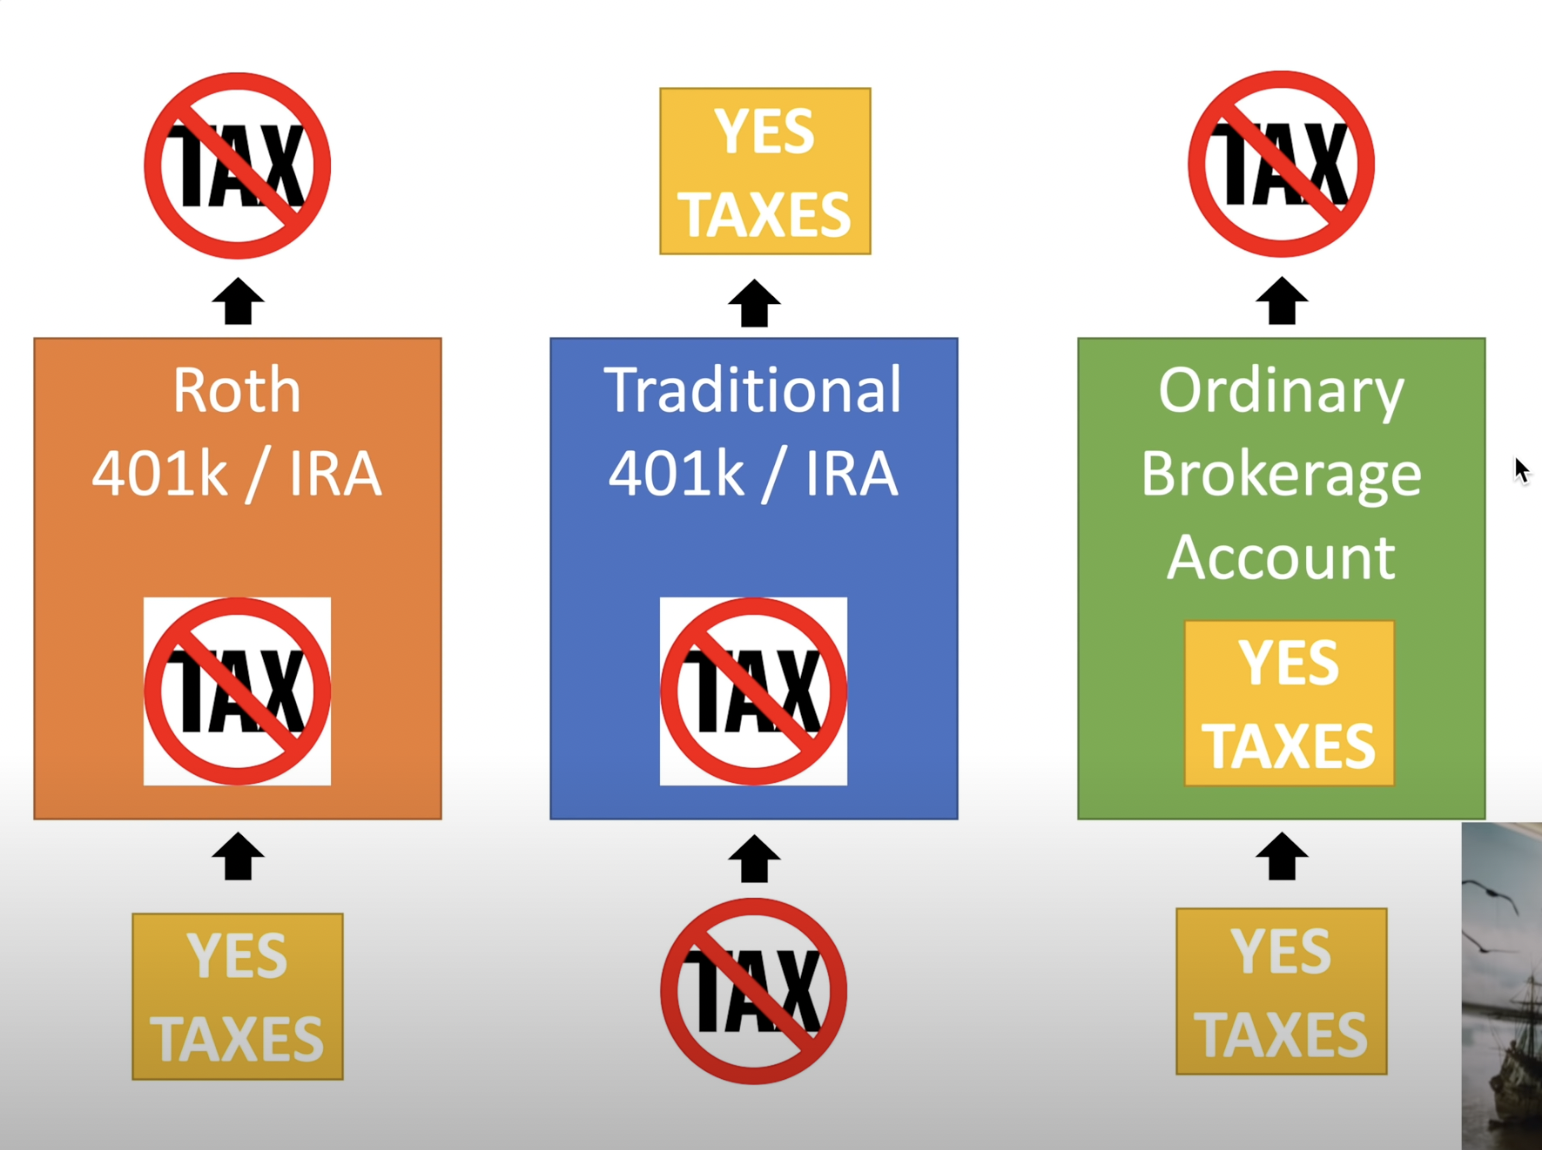 TAX
YES
TAXES
TAX
Roth
401k / IRA
TAX
Traditional
401k / IRA
TAX
Ordinary
Brokerage
Account
YES
TAXES
YES
TAXES
TAX
YES
TAXES